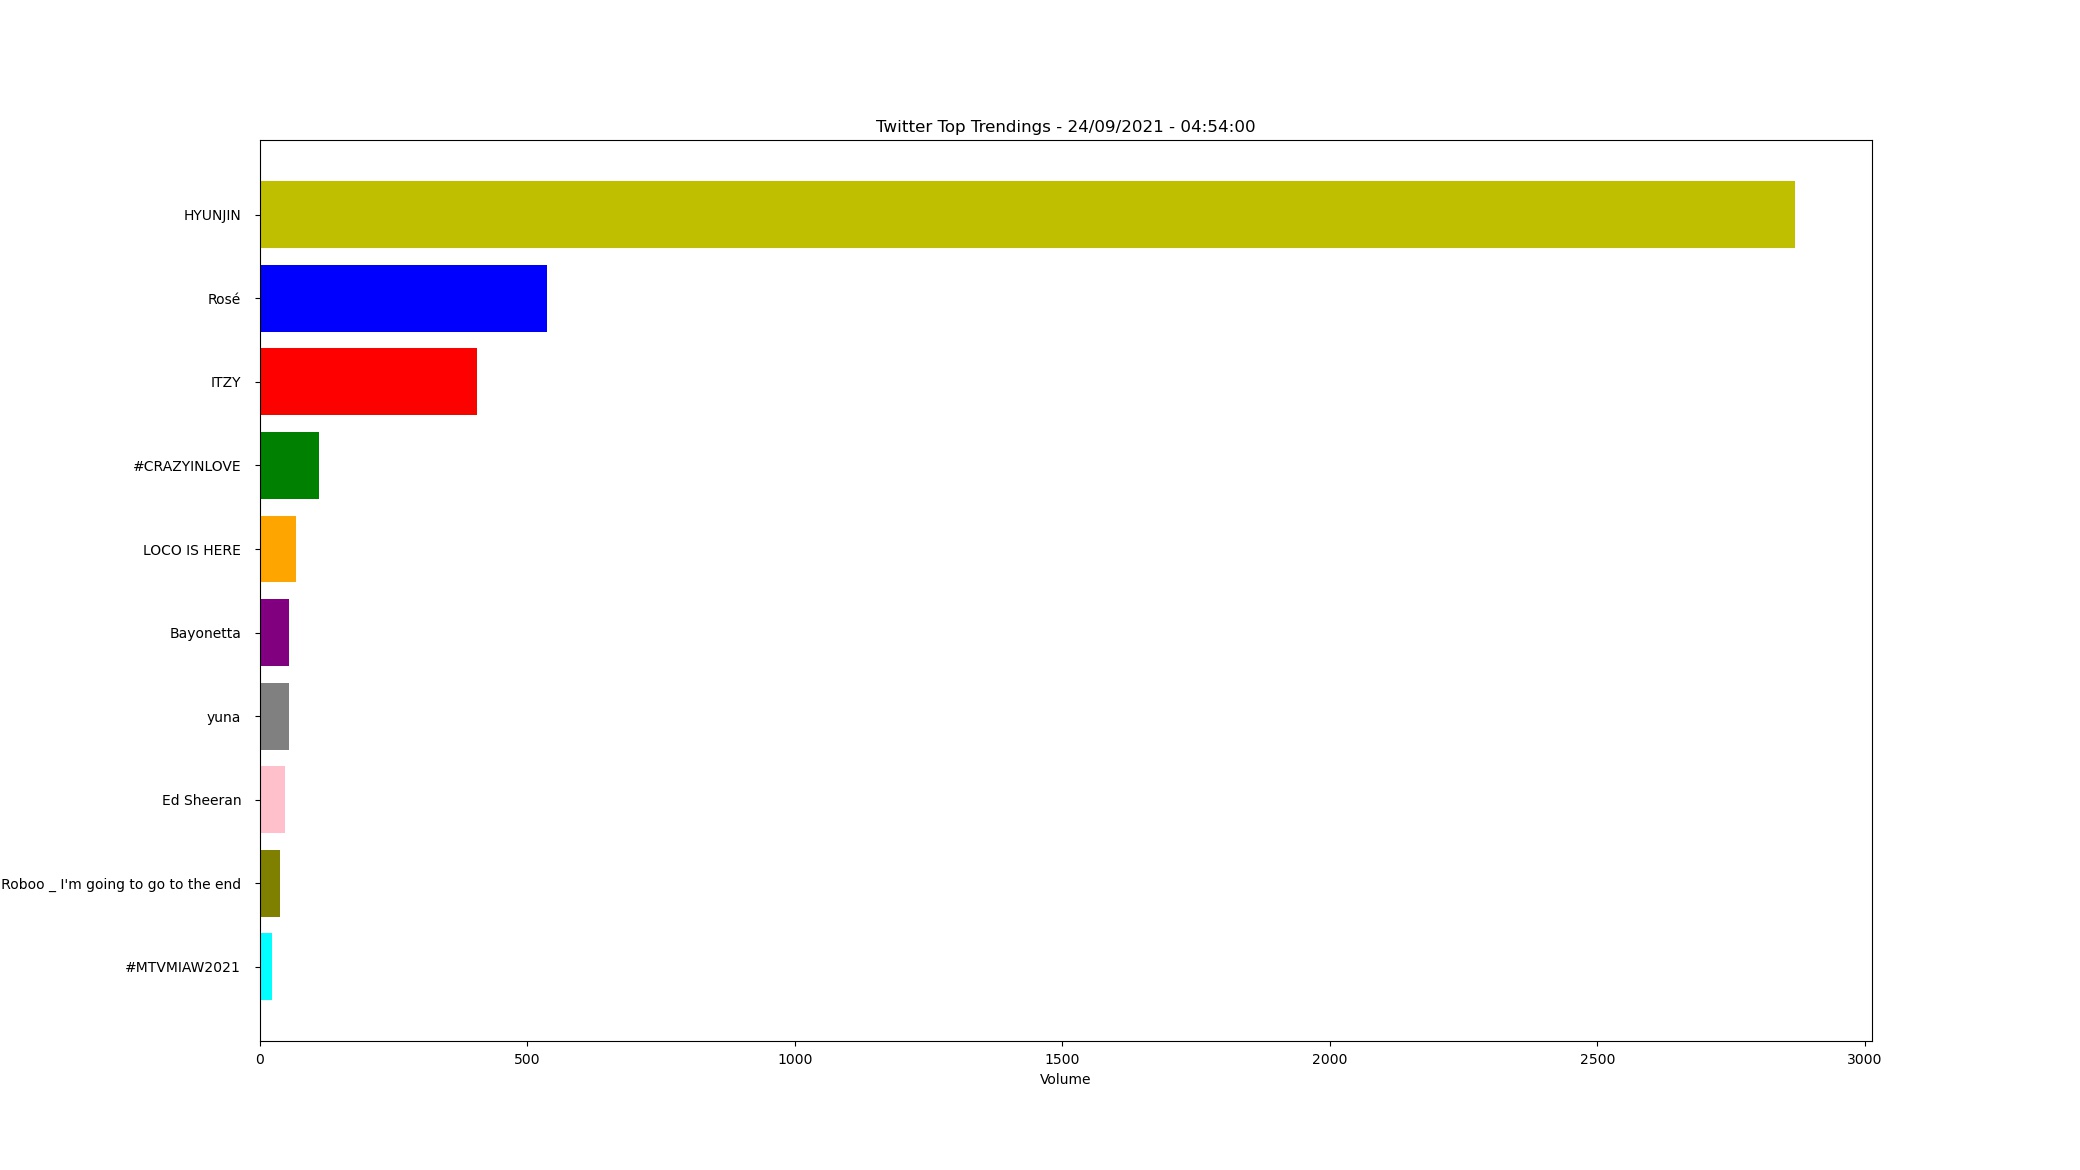 Twitter Top Trendings - 24/09/2021 - 04:54:00
HYUNJIN
Rosé
ITZY
#CRAZYINLOVE
LOCO IS HERE
Bayonetta
yuna
Ed Sheeran
Roboo _ I'm going to go to the end
#MTVMIAW2021
0 500 1000 1500 2000 2500 3000
Volume